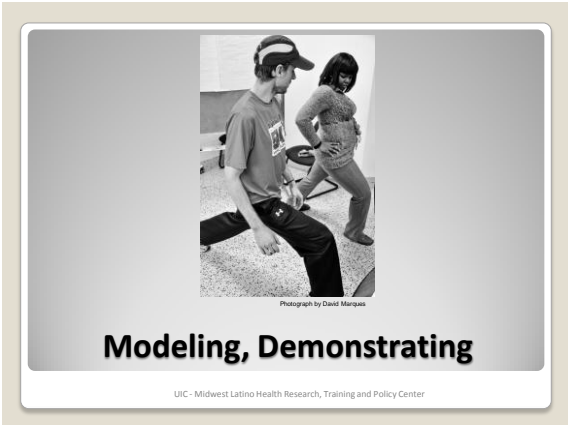 Photograph by David Marques
Modeling, Demonstrating
UIC - Midwest Latino Health Research, Training and Policy Center